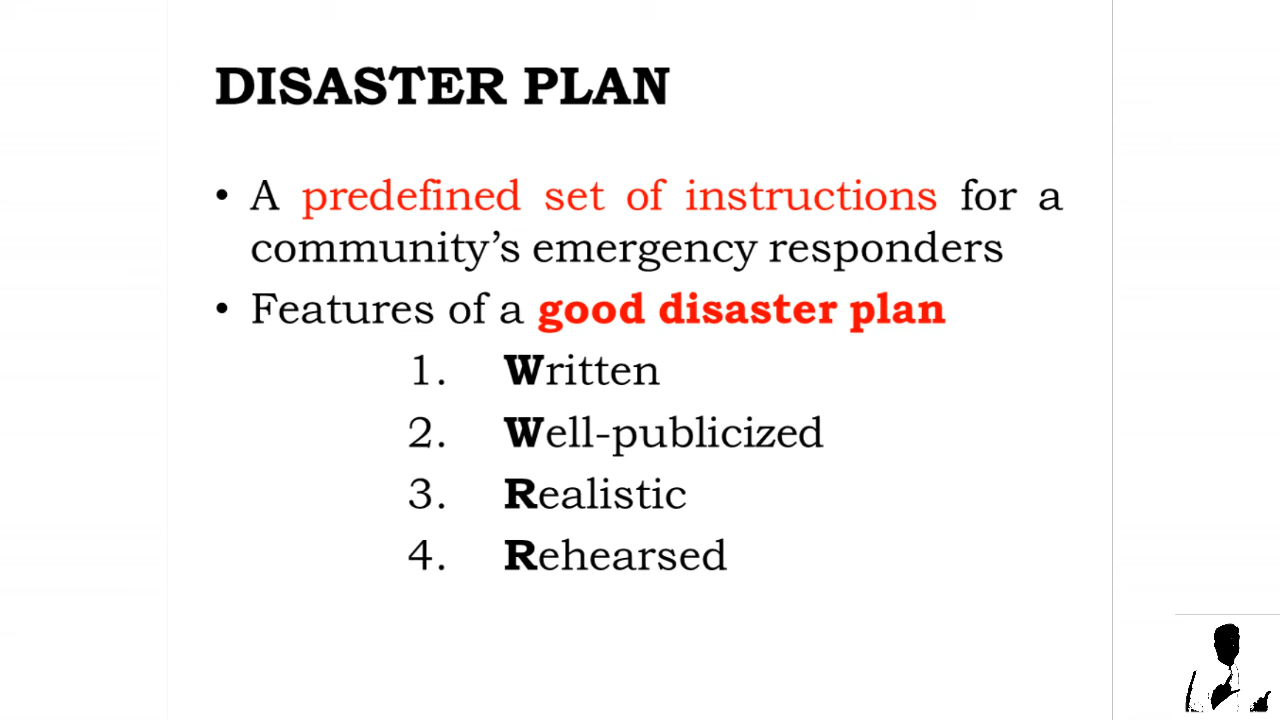 DISASTER PLAN
• A predefined set of instructions for a
community’s emergency responders
• Features of a good disaster plan
1. Written
2. Well-publicized
3. Realistic
4. Rehearsed